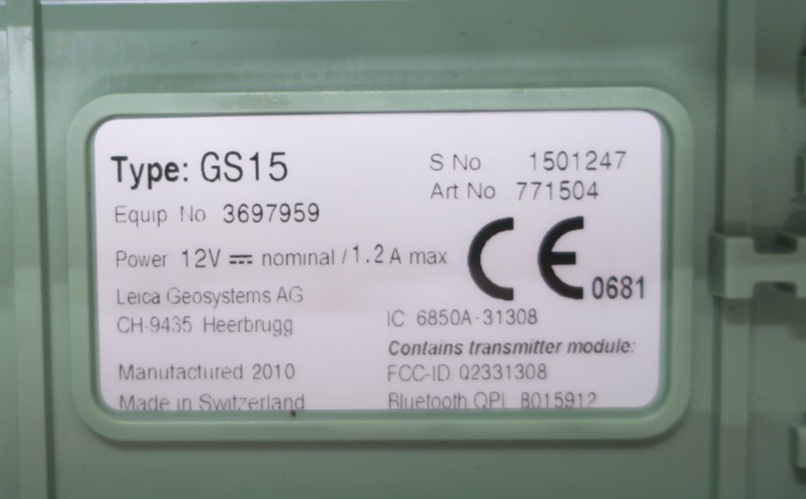 Type: GS15
S No. 1501247
Art No. 771504
Equip No. 3697959
Power 12V nominal / 1.2 A max
CE 0681
Leica Geosystems AG
CH-9435 Heerbrugg
IC: 6850A-31308
Contains transmitter module:
Manufactured 2010
FCC-ID: Q2331308
Made in Switzerland
Bluetooth QPL B015912